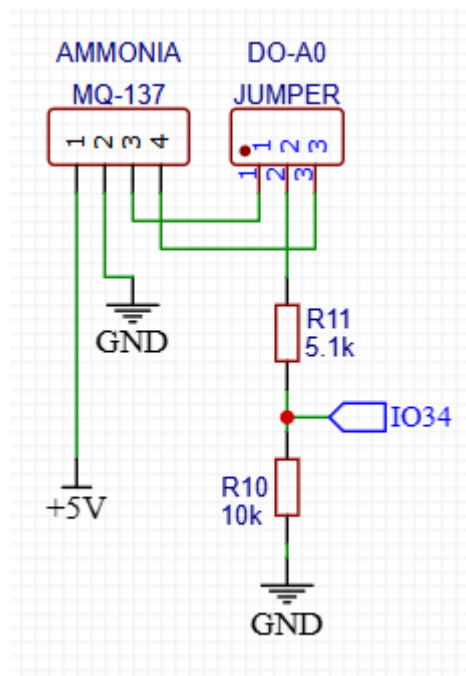 AMMONIA
MQ-137
1 2 3 4
DO-A0
JUMPER
1 2 3
1 2 3
GND
R11
5.1k
IO34
+5V
R10
10k
GND